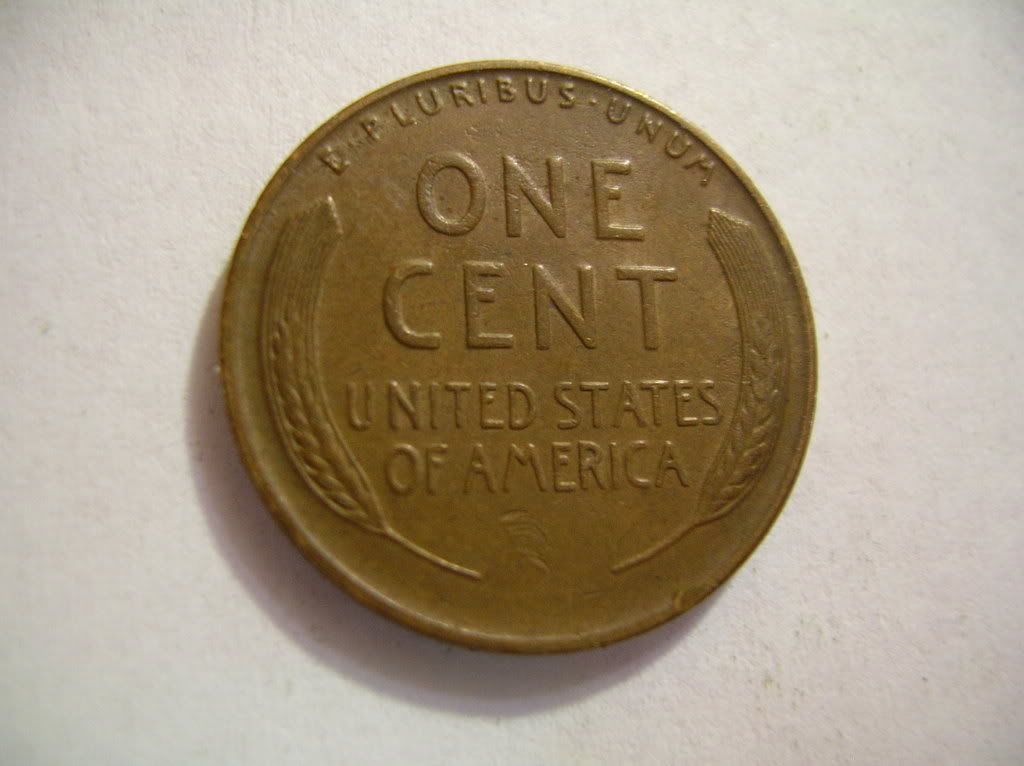 E·PLURIBUS·UNUM
ONE
CENT
UNITED STATES
OF AMERICA